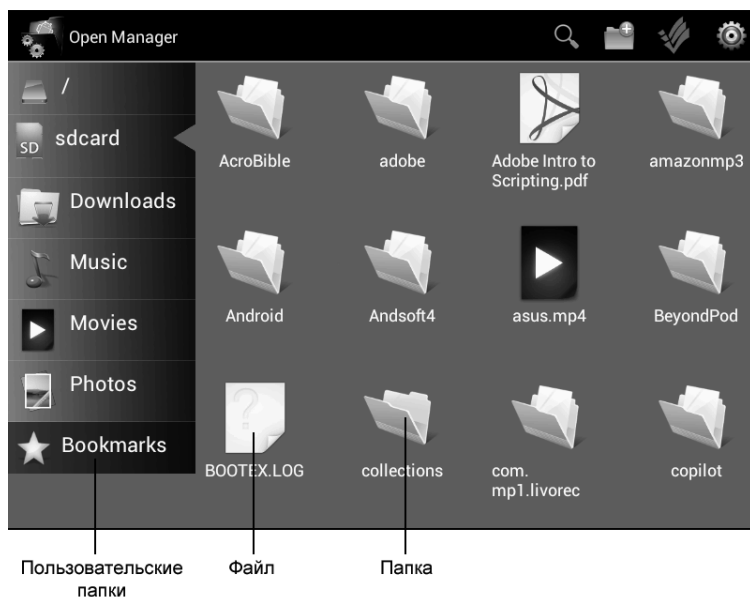 Open Manager
/
SD
sdcard
Downloads
Music
Movies
Photos
Bookmarks
AcroBible
adobe
Adobe Intro to
Scripting.pdf
amazonmp3
Android
Andsoft4
asus.mp4
BeyondPod
BOOTEX.LOG
collections
com.
mp1.livorec
copilot
Пользовательские
папки
Файл
Папка